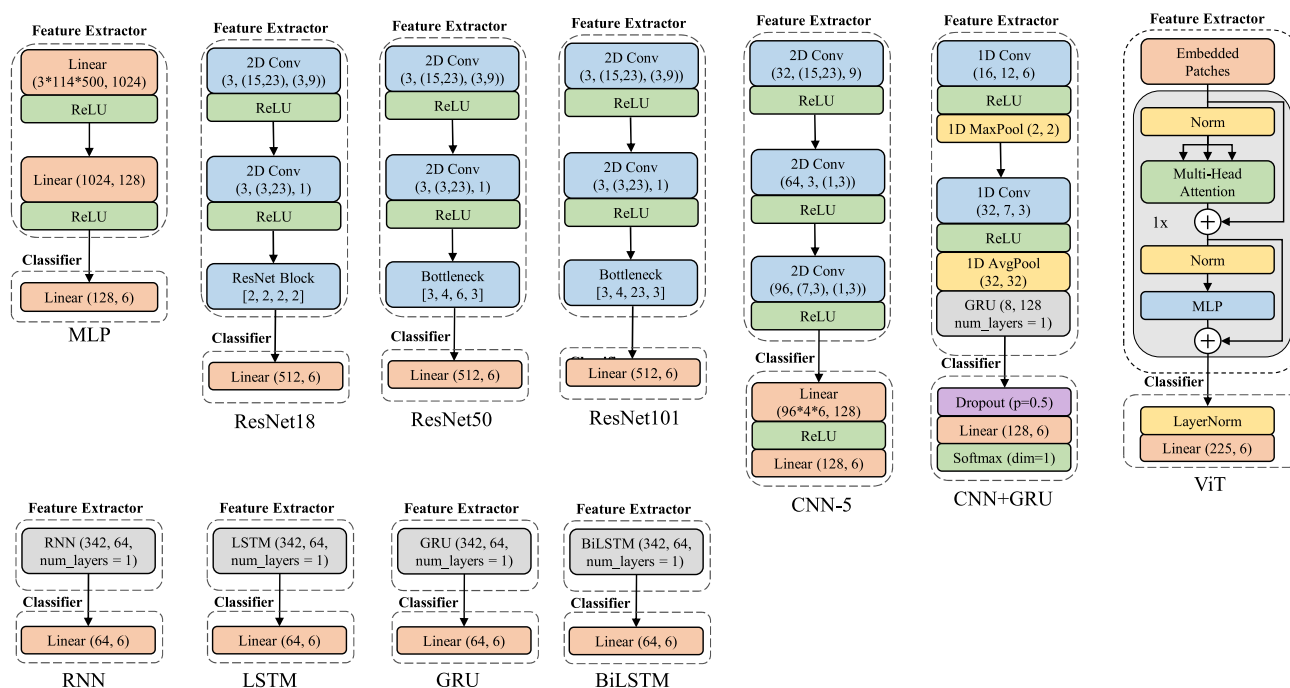 Feature Extractor
Linear
(3*114*500, 1024)
ReLU
Linear (1024, 128)
ReLU
Classifier
Linear (128, 6)
MLP
Feature Extractor
2D Conv
(3, (15,23), (3,9))
ReLU
2D Conv
(3, (3,23), 1)
ReLU
ResNet Block
[2, 2, 2, 2]
Classifier
Linear (512, 6)
ResNet18
Feature Extractor
2D Conv
(3, (15,23), (3,9))
ReLU
2D Conv
(3, (3,23), 1)
ReLU
Bottleneck
[3, 4, 6, 3]
Classifier
Linear (512, 6)
ResNet50
Feature Extractor
2D Conv
(3, (15,23), (3,9))
ReLU
2D Conv
(3, (3,23), 1)
ReLU
Bottleneck
[3, 4, 23, 3]
Classifier
Linear (512, 6)
ResNet101
Feature Extractor
2D Conv
(32, (15,23), 9)
ReLU
2D Conv
(64, 3, (1,3))
ReLU
2D Conv
(96, (7,3), (1,3))
ReLU
Classifier
Linear
(96*4*6, 128)
ReLU
Linear (128, 6)
CNN-5
Feature Extractor
1D Conv
(16, 12, 6)
ReLU
1D MaxPool (2, 2)
1D Conv
(32, 7, 3)
ReLU
1D AvgPool
(32, 32)
GRU (8, 128
num_layers = 1)
Classifier
Dropout (p=0.5)
Linear (128, 6)
Softmax (dim=1)
CNN+GRU
Feature Extractor
Embedded
Patches
Norm
Multi-Head
Attention
1x
Norm
MLP
Classifier
LayerNorm
Linear (225, 6)
ViT
Feature Extractor
RNN (342, 64,
num_layers = 1)
Classifier
Linear (64, 6)
RNN
Feature Extractor
LSTM (342, 64,
num_layers = 1)
Classifier
Linear (64, 6)
LSTM
Feature Extractor
GRU (342, 64,
num_layers = 1)
Classifier
Linear (64, 6)
GRU
Feature Extractor
BiLSTM (342, 64,
num_layers = 1)
Classifier
Linear (64, 6)
BiLSTM